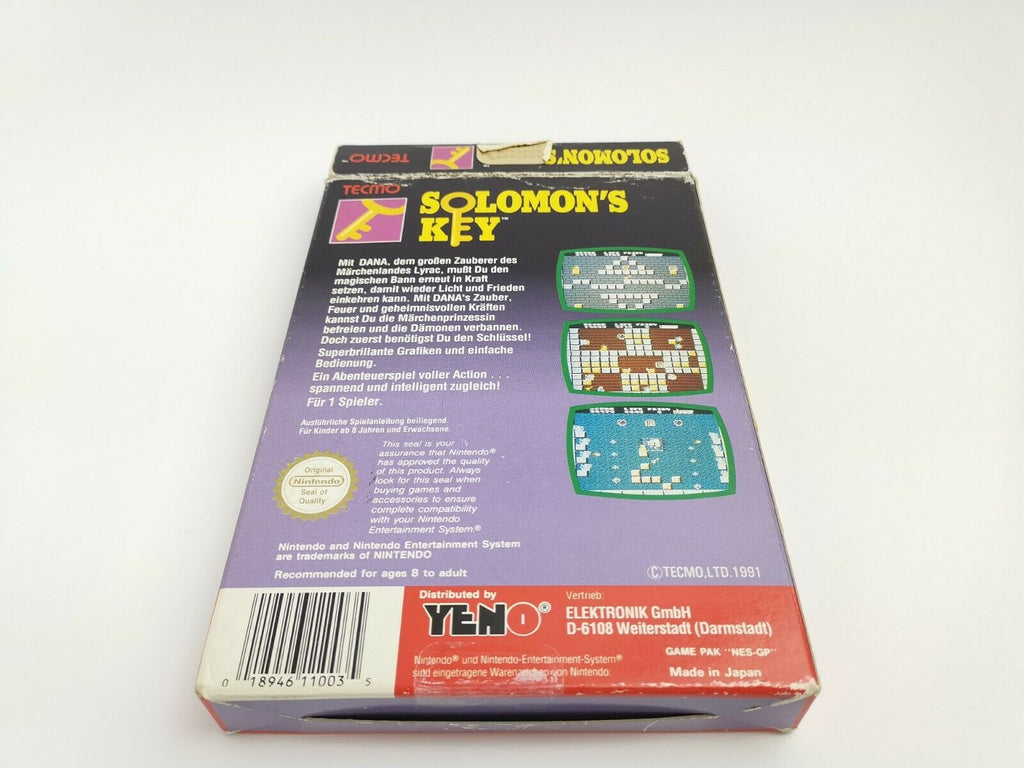 TECMO
SOLOMON'S
TECMO
SOLOMON'S
KEY™
Mit DANA, dem großen Zauberer des
Märchenlandes Lyrac, mußt Du den
magischen Bann erneut in Kraft
setzen, damit wieder Licht und Frieden
einkehren kann. Mit DANA's Zauber,
Feuer und geheimnisvollen Kräften
kannst Du die Märchenprinzessin
befreien und die Dämonen verbannen.
Doch zuerst benötigst Du den Schlüssel!
Superbrillante Grafiken und einfache
Bedienung.
Ein Abenteuerspiel voller Action . . .
spannend und intelligent zugleich!
Für 1 Spieler.
Ausführliche Spielanleitung beiliegend.
Für Kinder ab 8 Jahren und Erwachsene.
Original
Nintendo
Seal of
Quality
This seal is your
assurance that Nintendo®
has approved the quality
of this product. Always
look for this seal when
buying games and
accessories to ensure
complete compatibility
with your Nintendo
Entertainment System.®
Nintendo and Nintendo Entertainment System
are trademarks of NINTENDO
Recommended for ages 8 to adult
©TECMO,LTD.1991
0 18946 11003 5
Distributed by
YENO
Vertrieb:
ELEKTRONIK GmbH
D-6108 Weiterstadt (Darmstadt)
GAME PAK "NES-GP"
Made in Japan
Nintendo® und Nintendo-Entertainment-System®
sind eingetragene Warenzeichen von Nintendo.